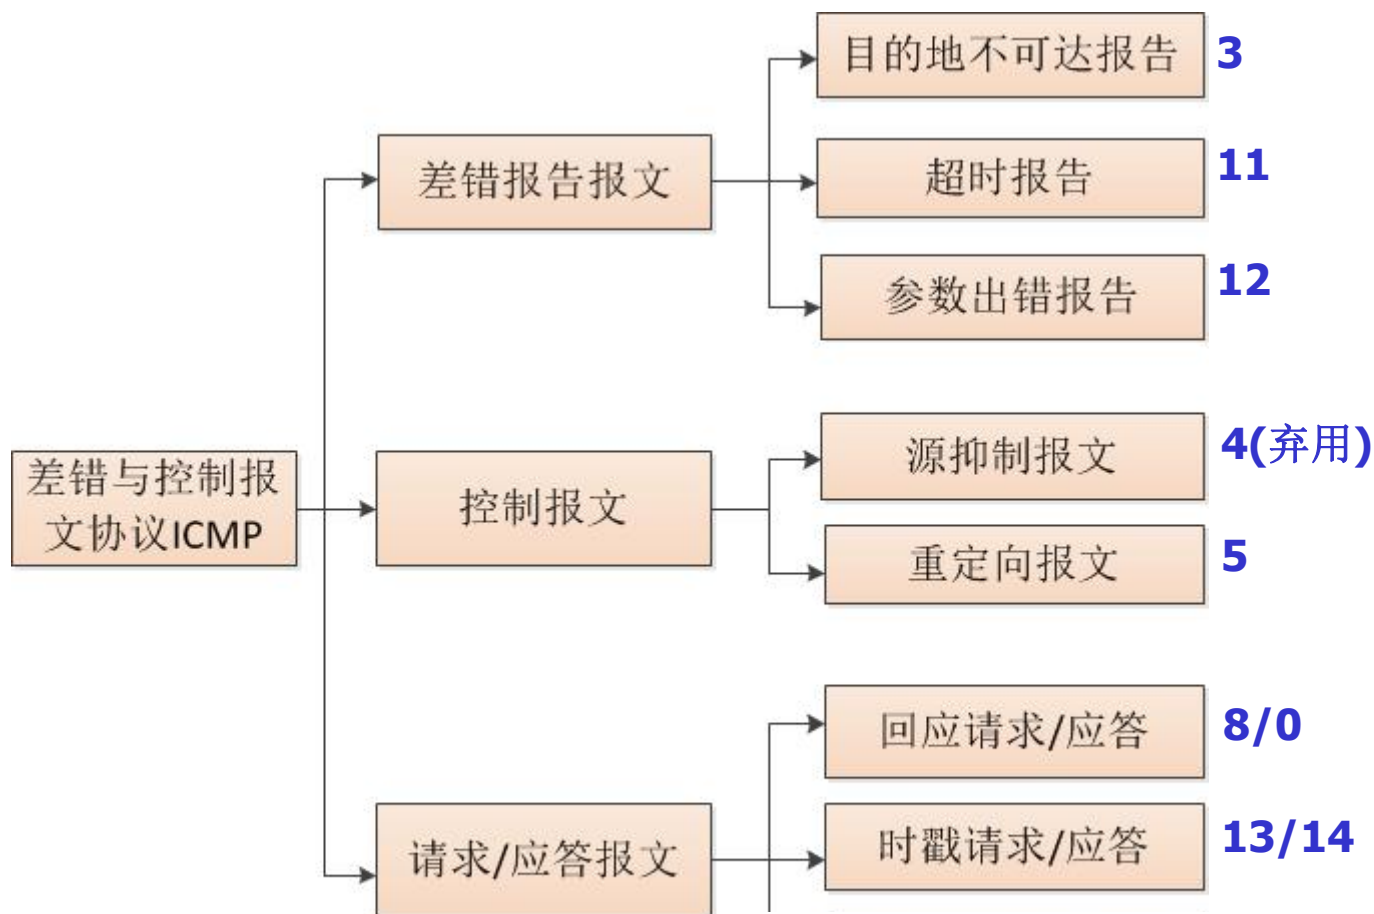 目的地不可达报告 3
差错报告报文
超时报告 11
参数出错报告 12
差错与控制报
文协议ICMP
控制报文
源抑制报文 4(弃用)
重定向报文 5
请求/应答报文
回应请求/应答 8/0
时戳请求/应答 13/14